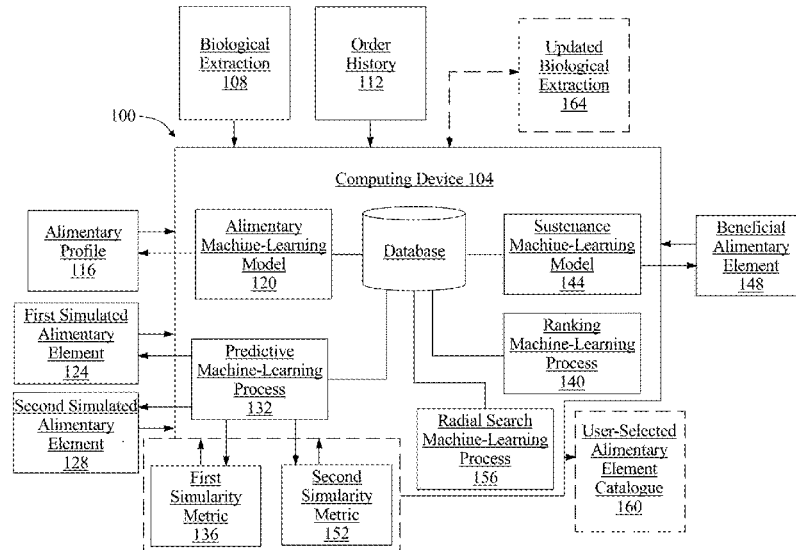 Biological
Extraction
108
Order
History
112
Updated
Biological
Extraction
164
100
Computing Device 104
Alimentary
Profile
116
Alimentary
Machine-Learning
Model
120
Database
Sustenance
Machine-Learning
Model
144
Beneficial
Alimentary
Element
148
First Simulated
Alimentary
Element
124
Predictive
Machine-Learning
Process
132
Ranking
Machine-Learning
Process
140
Second Simulated
Alimentary
Element
128
Radial Search
Machine-Learning
Process
156
User-Selected
Alimentary
Element
Catalogue
160
First
Simularity
Metric
136
Second
Simularity
Metric
152